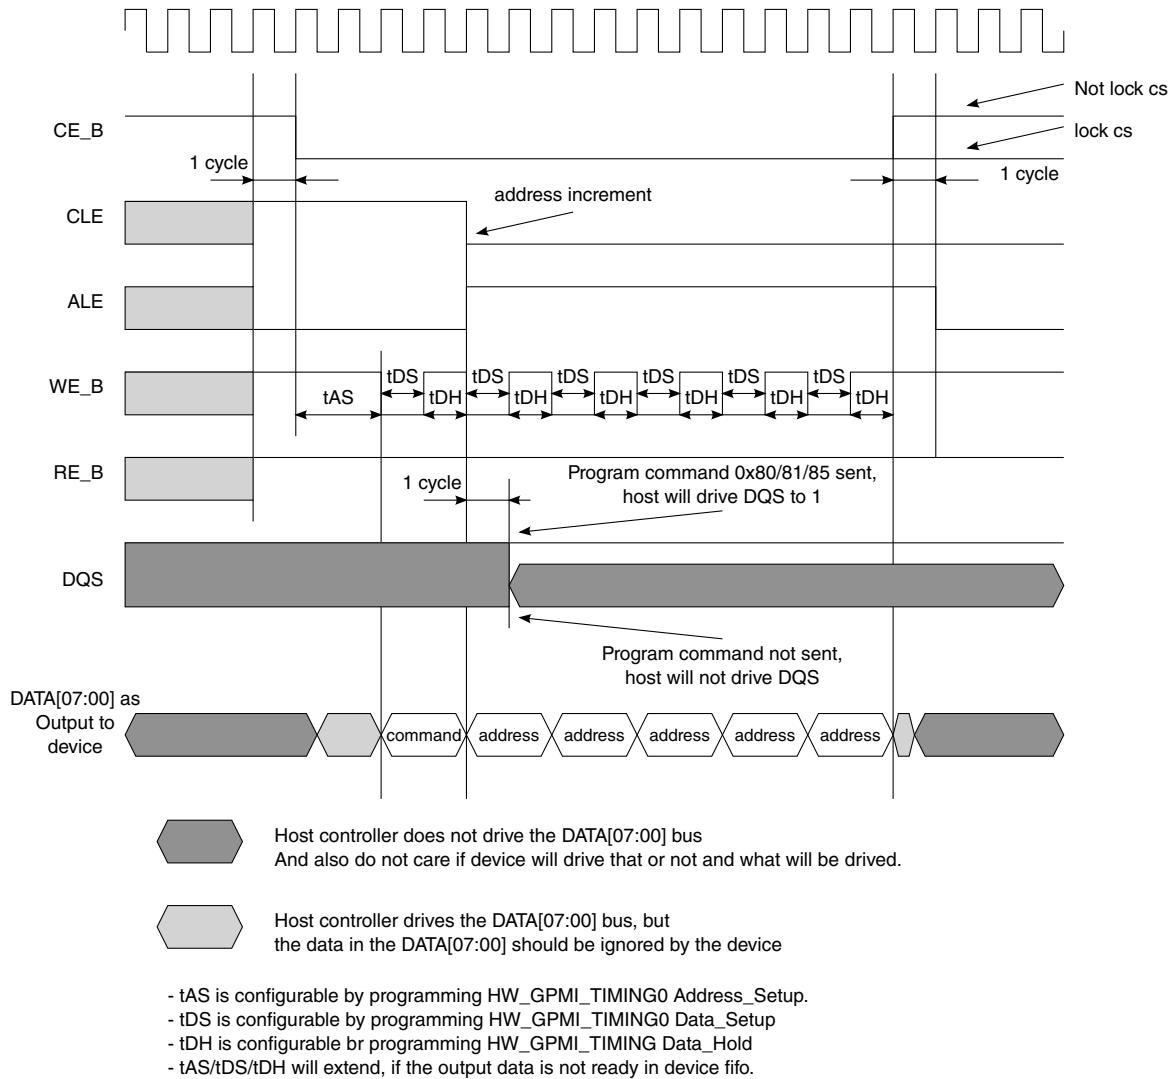 Not lock cs
CE_B
lock cs
1 cycle
1 cycle
address increment
CLE
ALE
tDS tDS tDS tDS tDS tDS
WE_B
tAS tDH tDH tDH tDH tDH tDH
RE_B
1 cycle
Program command 0x80/81/85 sent,
host will drive DQS to 1
DQS
Program command not sent,
host will not drive DQS
DATA[07:00] as
Output to
device
command address address address address address
Host controller does not drive the DATA[07:00] bus
And also do not care if device will drive that or not and what will be drived.
Host controller drives the DATA[07:00] bus, but
the data in the DATA[07:00] should be ignored by the device
- tAS is configurable by programming HW_GPMI_TIMING0 Address_Setup.
- tDS is configurable by programming HW_GPMI_TIMING0 Data_Setup
- tDH is configurable br programming HW_GPMI_TIMING Data_Hold
- tAS/tDS/tDH will extend, if the output data is not ready in device fifo.